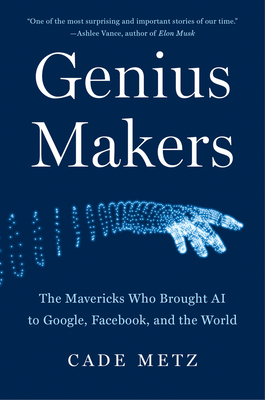 "One of the most surprising and important stories of our time."
—Ashlee Vance, author of Elon Musk
Genius
Makers
The Mavericks Who Brought AI
to Google, Facebook, and the World
CADE METZ